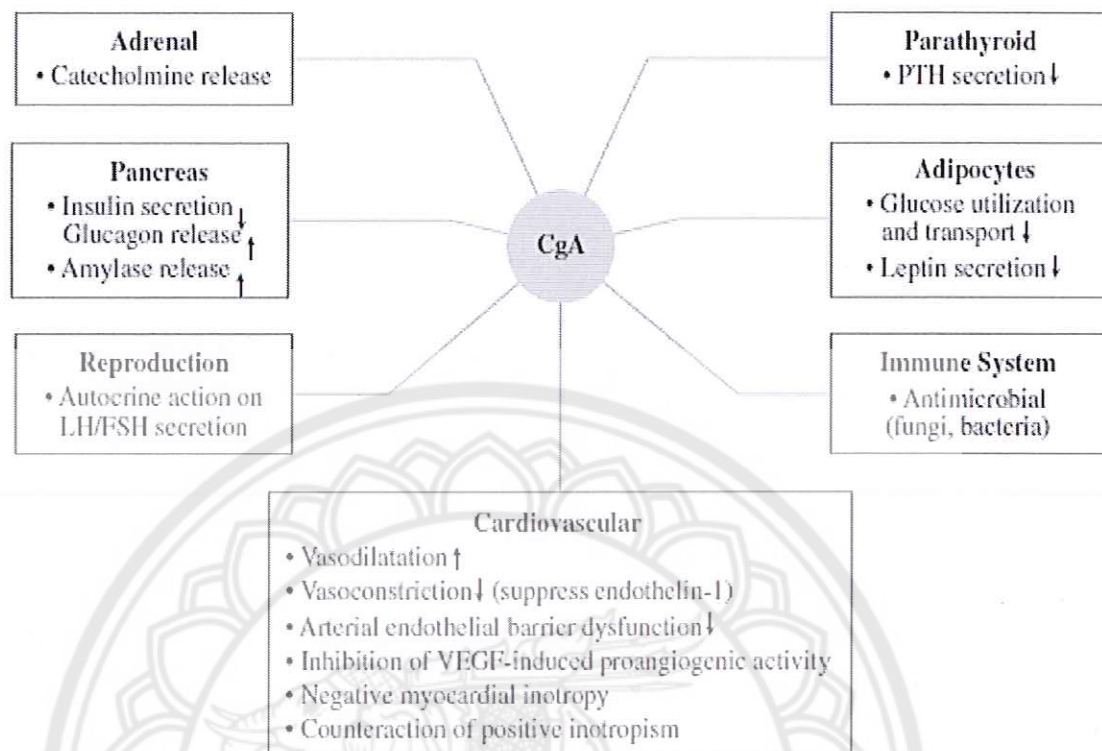 Adrenal
• Catecholmine release
Pancreas
• Insulin secretion ↓
Glucagon release ↑
• Amylase release ↑
Reproduction
• Autocrine action on
LH/FSH secretion
CgA
Parathyroid
• PTH secretion ↓
Adipocytes
• Glucose utilization
and transport ↓
• Leptin secretion ↓
Immune System
• Antimicrobial
(fungi, bacteria)
Cardiovascular
• Vasodilatation ↑
• Vasoconstriction ↓ (suppress endothelin-1)
• Arterial endothelial barrier dysfunction ↓
• Inhibition of VEGF-induced proangiogenic activity
• Negative myocardial inotropy
• Counteraction of positive inotropism